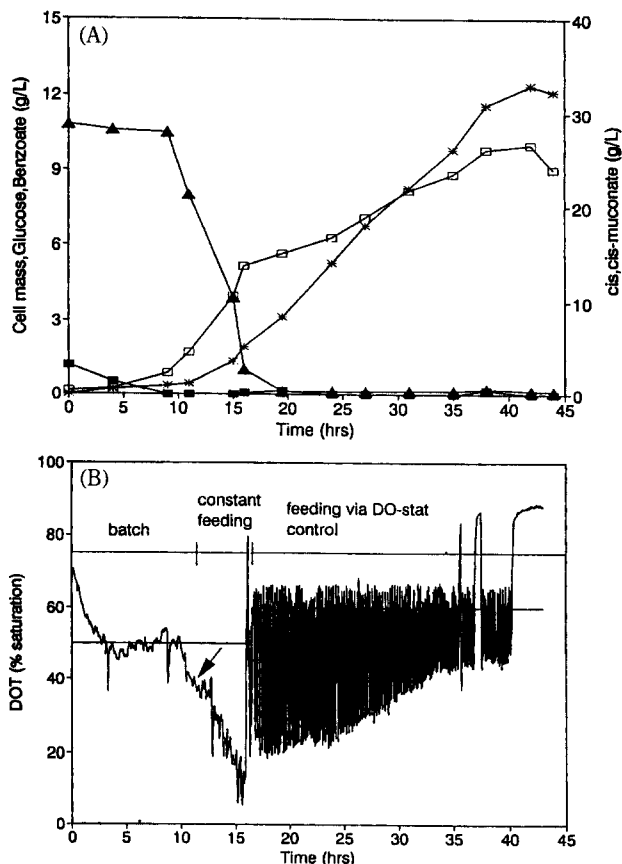 (A)
15
12
9
6
3
0
Cell mass,Glucose,Benzoate (g/L)
40
30
20
10
0
cis,cis-muconate (g/L)
0 5 10 15 20 25 30 35 40 45
Time (hrs)
(B)
100
80
60
40
20
0
DOT (% saturation)
batch
constant
feeding
feeding via DO-stat
control
0 5 10 15 20 25 30 35 40 45
Time (hrs)